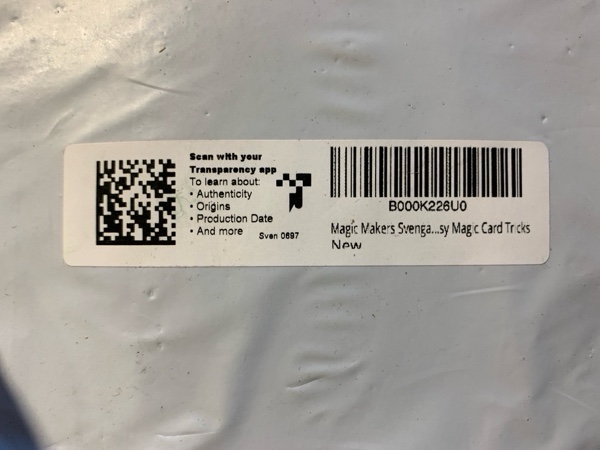 Scan with your
Transparency app
To learn about:
• Authenticity
• Origins
• Production Date
• And more
Sven 0697
B000K226U0
Magic Makers Svenga...sy Magic Card Tricks
New